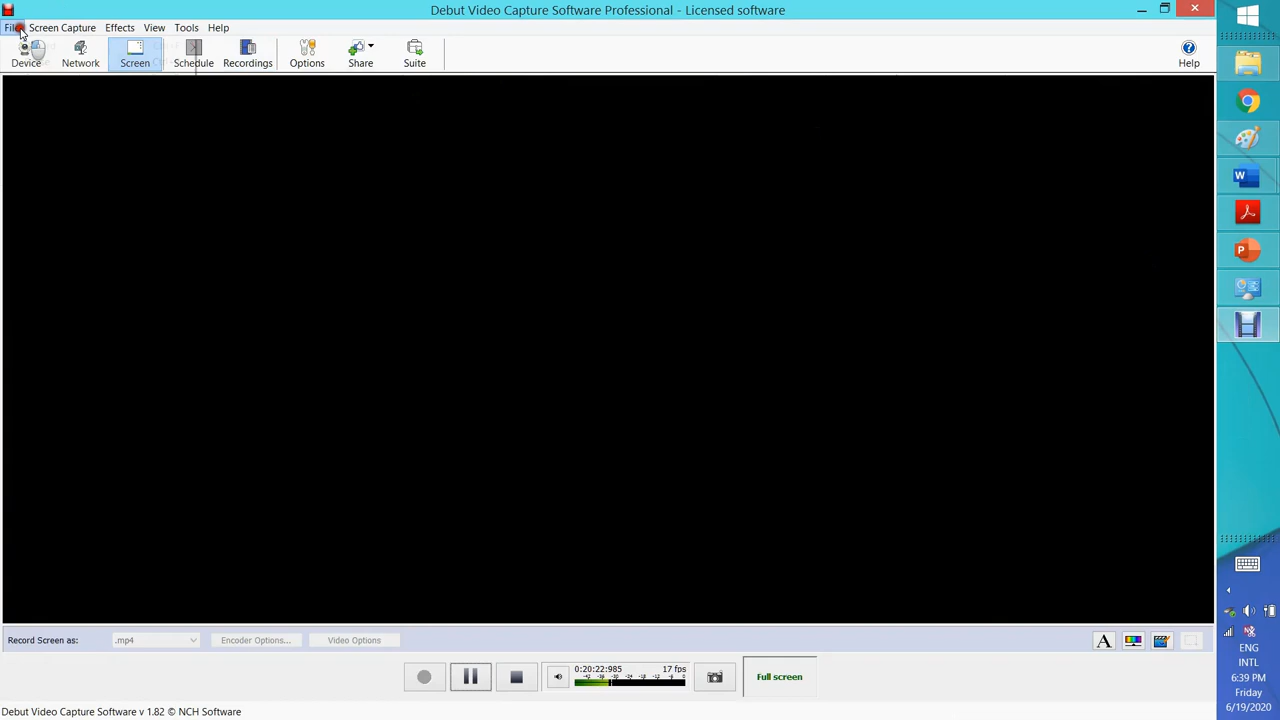 Debut Video Capture Software Professional - Licensed software
File Screen Capture Effects View Tools Help
Device Network Screen Schedule Recordings Options Share Suite Help
Record Screen as: .mp4 Encoder Options... Video Options A
0:20:22:985 17 fps
Full screen
Debut Video Capture Software v 1.82 © NCH Software
ENG
INTL
6:39 PM
Friday
6/19/2020